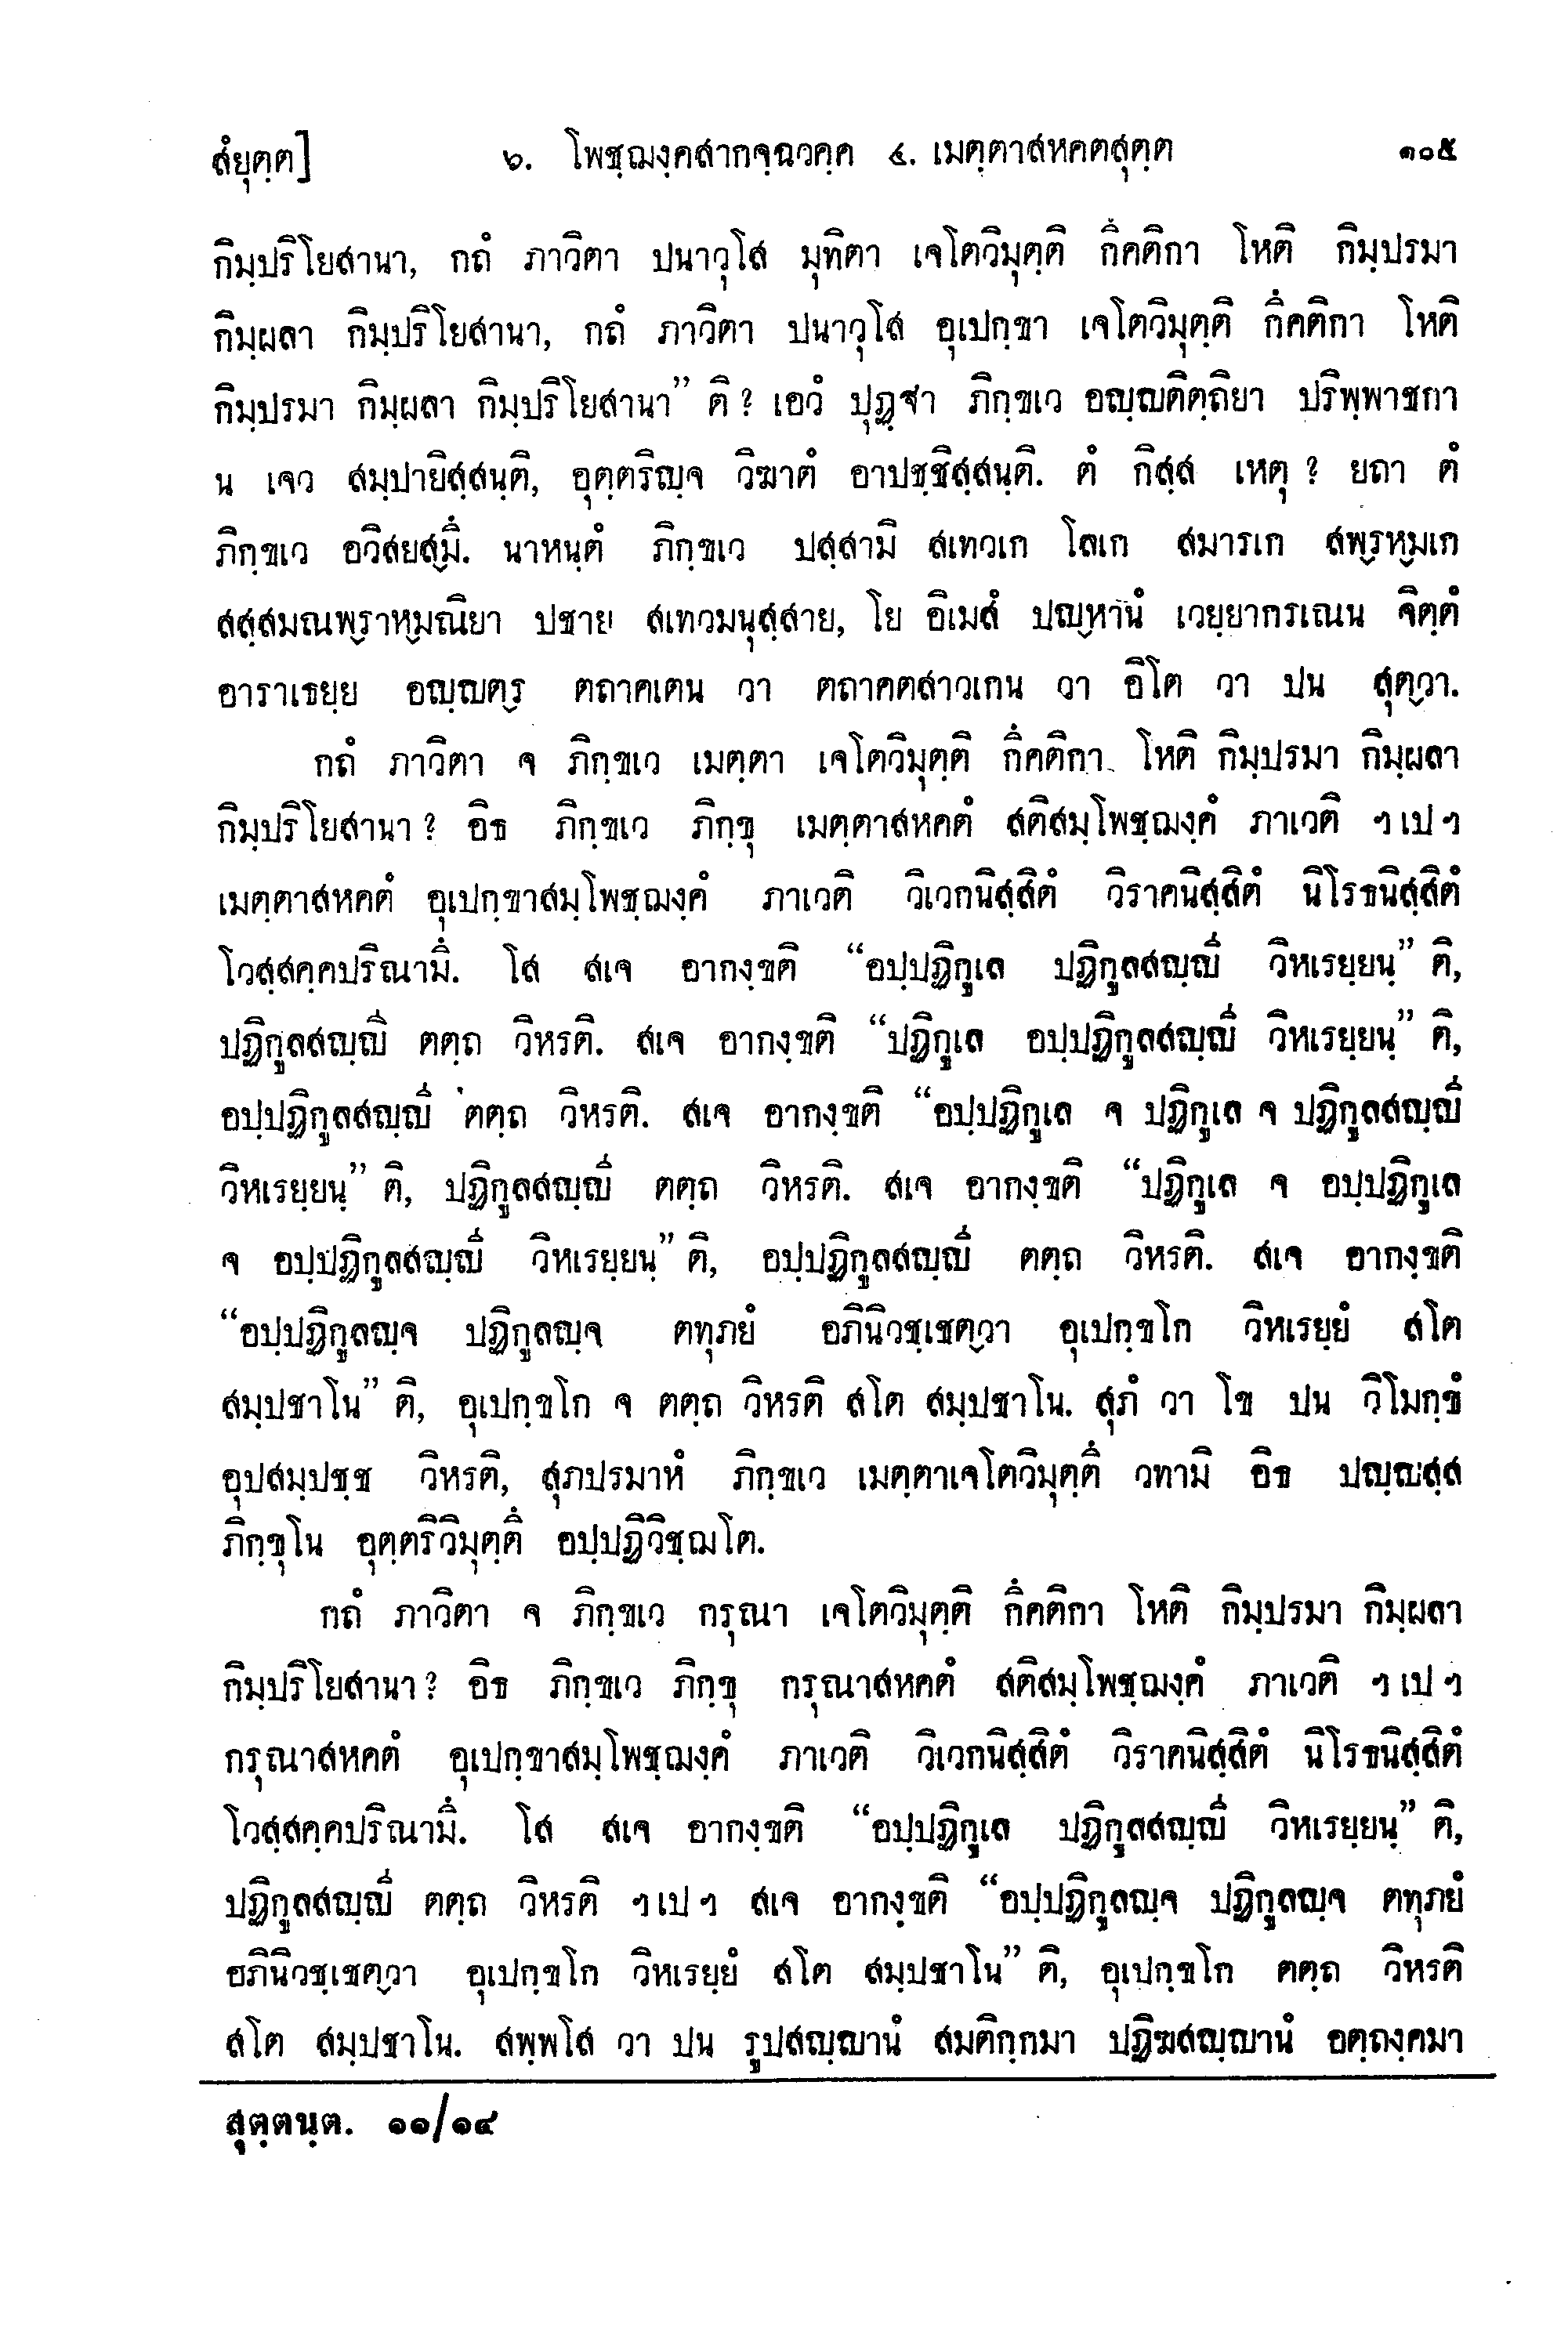 สํยุตฺต]	๖. โพชฺฌงฺคสากจฺฉวคฺค ๔. เมตฺตาสหคตสุตฺต	๑๐๕
กิมฺปริโยสานา, กถํ ภาวิตา ปนาวุโส มุทิตา เจโตวิมุตฺติ กึคติกา โหติ กิมฺปรมา
กิมฺผลา กิมฺปริโยสานา, กถํ ภาวิตา ปนาวุโส อุเปกฺขา เจโตวิมุตฺติ กึคติกา โหติ
กิมฺปรมา กิมฺผลา กิมฺปริโยสานา” ติ? เอวํ ปุฏฺฐา ภิกฺขเว อญฺญติตฺถิยา ปริพฺพาชกา
น เจว สมฺปายิสฺสนฺติ, อุตฺตริญฺจ วิฆาตํ อาปชฺชิสฺสนฺติ. ตํ กิสฺส เหตุ? ยถา ตํ
ภิกฺขเว อวิสยสฺมึ. นาหนฺตํ ภิกฺขเว ปสฺสามิ สเทวเก โลเก สมารเก สพฺรหฺมเก
สสฺสมณพฺราหฺมณิยา ปชาย สเทวมนุสฺสาย, โย อิเมสํ ปญฺหานํ เวยฺยากรเณน จิตฺตํ
อาราเธยฺย อญฺญตฺร ตถาคเตน วา ตถาคตสาวเกน วา อิโต วา ปน สุตฺวา.
กถํ ภาวิตา จ ภิกฺขเว เมตฺตา เจโตวิมุตฺติ กึคติกา โหติ กิมฺปรมา กิมฺผลา
กิมฺปริโยสานา? อิธ ภิกฺขเว ภิกฺขุ เมตฺตาสหคตํ สติสมฺโพชฺฌงฺคํ ภาเวติ ฯเปฯ
เมตฺตาสหคตํ อุเปกฺขาสมฺโพชฺฌงฺคํ ภาเวติ วิเวกนิสฺสิตํ วิราคนิสฺสิตํ นิโรธนิสฺสิตํ
โวสฺสคฺคปริณามึ. โส สเจ อากงฺขติ “อปฺปฏิกูเล ปฏิกูลสญฺญี วิหเรยฺยนฺ” ติ,
ปฏิกูลสญฺญี ตตฺถ วิหรติ. สเจ อากงฺขติ “ปฏิกูเล อปฺปฏิกูลสญฺญี วิหเรยฺยนฺ” ติ,
อปฺปฏิกูลสญฺญี ตตฺถ วิหรติ. สเจ อากงฺขติ “อปฺปฏิกูเล จ ปฏิกูเล จ ปฏิกูลสญฺญี
วิหเรยฺยนฺ” ติ, ปฏิกูลสญฺญี ตตฺถ วิหรติ. สเจ อากงฺขติ “ปฏิกูเล จ อปฺปฏิกูเล
จ อปฺปฏิกูลสญฺญี วิหเรยฺยนฺ” ติ, อปฺปฏิกูลสญฺญี ตตฺถ วิหรติ. สเจ อากงฺขติ
“อปฺปฏิกูลญฺจ ปฏิกูลญฺจ ตทุภยํ อภินิวชฺเชตฺวา อุเปกฺขโก วิหเรยฺยํ สโต
สมฺปชาโน” ติ, อุเปกฺขโก จ ตตฺถ วิหรติ สโต สมฺปชาโน. สุภํ วา โข ปน วิโมกฺขํ
อุปสมฺปชฺช วิหรติ, สุภปรมาหํ ภิกฺขเว เมตฺตาเจโตวิมุตฺตึ วทามิ อิธ ปญฺญสฺส
ภิกฺขุโน อุตฺตริวิมุตฺตึ อปฺปฏิวิชฺฌโต.
กถํ ภาวิตา จ ภิกฺขเว กรุณา เจโตวิมุตฺติ กึคติกา โหติ กิมฺปรมา กิมฺผลา
กิมฺปริโยสานา? อิธ ภิกฺขเว ภิกฺขุ กรุณาสหคตํ สติสมฺโพชฺฌงฺคํ ภาเวติ ฯเปฯ
กรุณาสหคตํ อุเปกฺขาสมฺโพชฺฌงฺคํ ภาเวติ วิเวกนิสฺสิตํ วิราคนิสฺสิตํ นิโรธนิสฺสิตํ
โวสฺสคฺคปริณามึ. โส สเจ อากงฺขติ “อปฺปฏิกูเล ปฏิกูลสญฺญี วิหเรยฺยนฺ” ติ,
ปฏิกูลสญฺญี ตตฺถ วิหรติ ฯเปฯ สเจ อากงฺขติ “อปฺปฏิกูลญฺจ ปฏิกูลญฺจ ตทุภยํ
อภินิวชฺเชตฺวา อุเปกฺขโก วิหเรยฺยํ สโต สมฺปชาโน” ติ, อุเปกฺขโก ตตฺถ วิหรติ
สโต สมฺปชาโน. สพฺพโส วา ปน รูปสญฺญานํ สมติกฺกมา ปฏิฆสญฺญานํ อตฺถงฺคมา
สุตฺตนฺต. ๑๑/๑๔